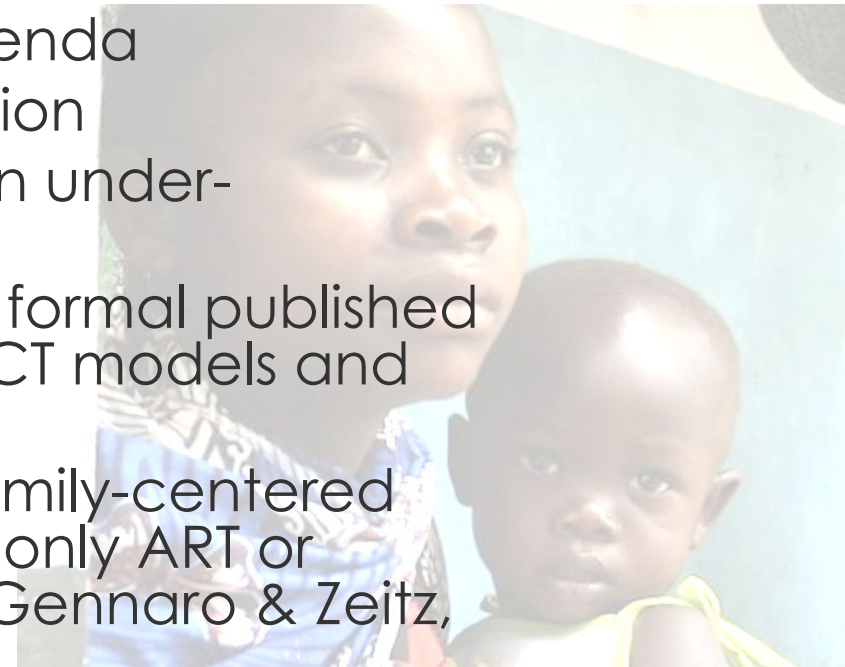 enda
ion
n under-
formal published
CT models and
mily-centered
only ART or
Gennaro & Zeitz,